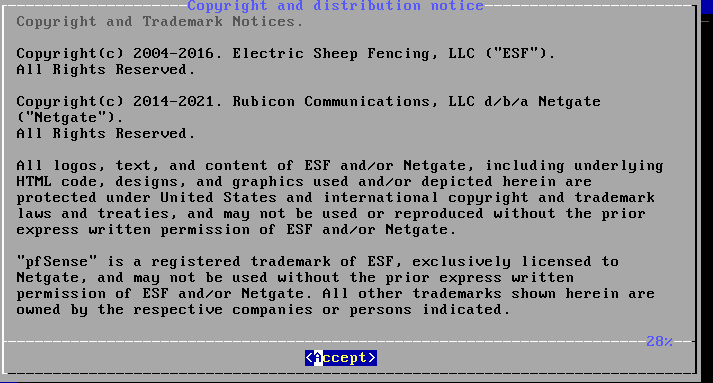 Copyright and distribution notice
Copyright and Trademark Notices.
Copyright(c) 2004-2016. Electric Sheep Fencing, LLC ("ESF").
All Rights Reserved.
Copyright(c) 2014-2021. Rubicon Communications, LLC d/b/a Netgate
("Netgate").
All Rights Reserved.
All logos, text, and content of ESF and/or Netgate, including underlying
HTML code, designs, and graphics used and/or depicted herein are
protected under United States and international copyright and trademark
laws and treaties, and may not be used or reproduced without the prior
express written permission of ESF and/or Netgate.
"pfSense" is a registered trademark of ESF, exclusively licensed to
Netgate, and may not be used without the prior express written
permission of ESF and/or Netgate. All other trademarks shown herein are
owned by the respective companies or persons indicated.
28%
<Accept>